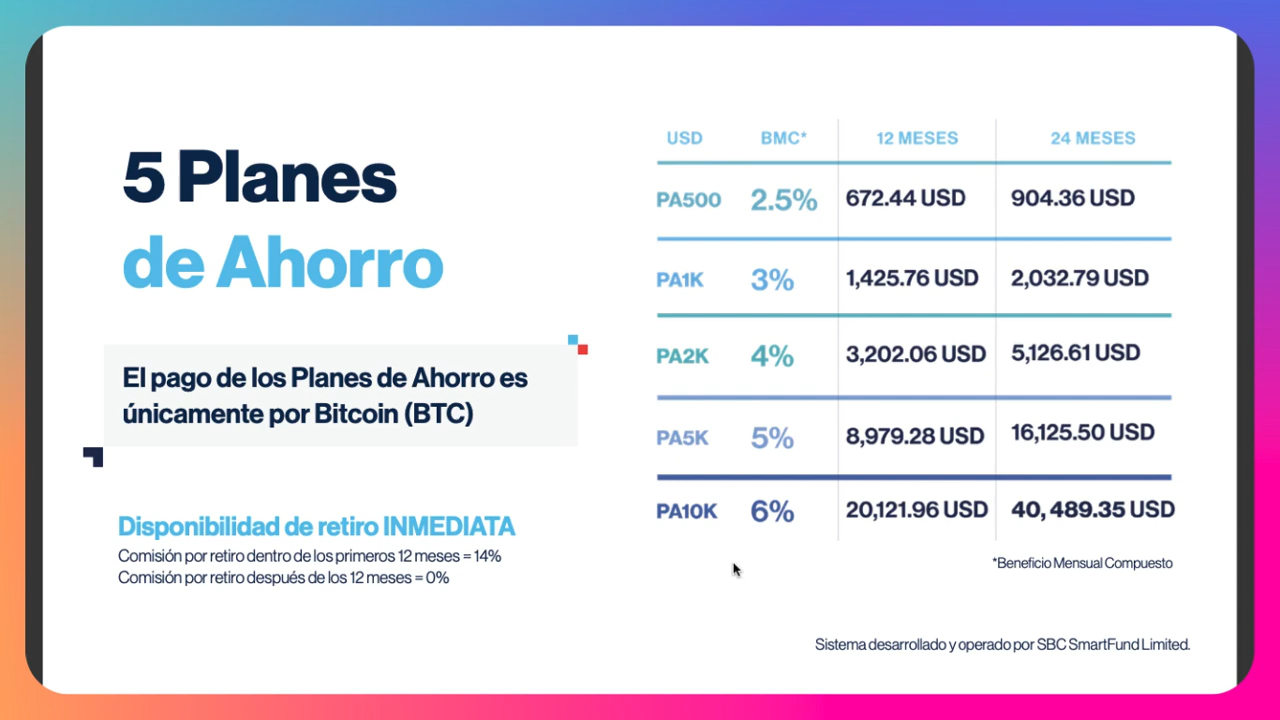 5 Planes
de Ahorro
El pago de los Planes de Ahorro es
únicamente por Bitcoin (BTC)
Disponibilidad de retiro INMEDIATA
Comisión por retiro dentro de los primeros 12 meses = 14%
Comisión por retiro después de los 12 meses = 0%
USD BMC* 12 MESES 24 MESES
PA500 2.5% 672.44 USD 904.36 USD
PA1K 3% 1,425.76 USD 2,032.79 USD
PA2K 4% 3,202.06 USD 5,126.61 USD
PA5K 5% 8,979.28 USD 16,125.50 USD
PA10K 6% 20,121.96 USD 40, 489.35 USD
*Beneficio Mensual Compuesto
Sistema desarrollado y operado por SBC SmartFund Limited.